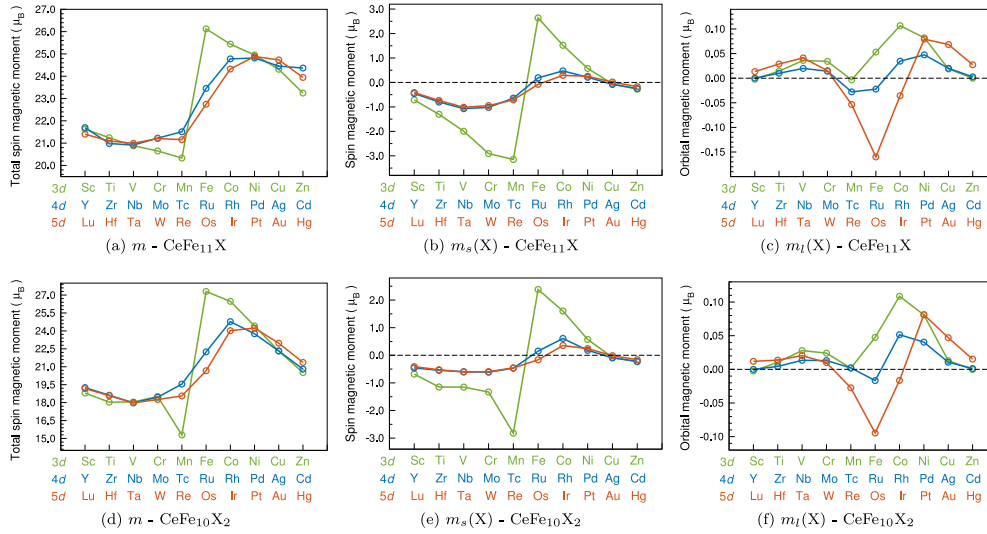 Total spin magnetic moment ( μB )
27.0
26.0
25.0
24.0
23.0
22.0
21.0
20.0
3d Sc Ti V Cr Mn Fe Co Ni Cu Zn
4d Y Zr Nb Mo Tc Ru Rh Pd Ag Cd
5d Lu Hf Ta W Re Os Ir Pt Au Hg
(a) m - CeFe11X
Spin magnetic moment ( μB )
3.0
2.0
1.0
0.0
-1.0
-2.0
-3.0
Sc Ti V Cr Mn Fe Co Ni Cu Zn
Y Zr Nb Mo Tc Ru Rh Pd Ag Cd
Lu Hf Ta W Re Os Ir Pt Au Hg
(b) ms(X) - CeFe11X
Orbital magnetic moment ( μB )
0.10
0.05
0.00
-0.05
-0.10
-0.15
Sc Ti V Cr Mn Fe Co Ni Cu Zn
Y Zr Nb Mo Tc Ru Rh Pd Ag Cd
Lu Hf Ta W Re Os Ir Pt Au Hg
(c) ml(X) - CeFe11X
Total spin magnetic moment ( μB )
27.0
25.5
24.0
22.5
21.0
19.5
18.0
16.5
15.0
3d Sc Ti V Cr Mn Fe Co Ni Cu Zn
4d Y Zr Nb Mo Tc Ru Rh Pd Ag Cd
5d Lu Hf Ta W Re Os Ir Pt Au Hg
(d) m - CeFe10X2
Spin magnetic moment ( μB )
2.0
1.0
0.0
-1.0
-2.0
-3.0
Sc Ti V Cr Mn Fe Co Ni Cu Zn
Y Zr Nb Mo Tc Ru Rh Pd Ag Cd
Lu Hf Ta W Re Os Ir Pt Au Hg
(e) ms(X) - CeFe10X2
Orbital magnetic moment ( μB )
0,10
0,05
0,00
-0,05
-0,10
Sc Ti V Cr Mn Fe Co Ni Cu Zn
Y Zr Nb Mo Tc Ru Rh Pd Ag Cd
Lu Hf Ta W Re Os Ir Pt Au Hg
(f) ml(X) - CeFe10X2